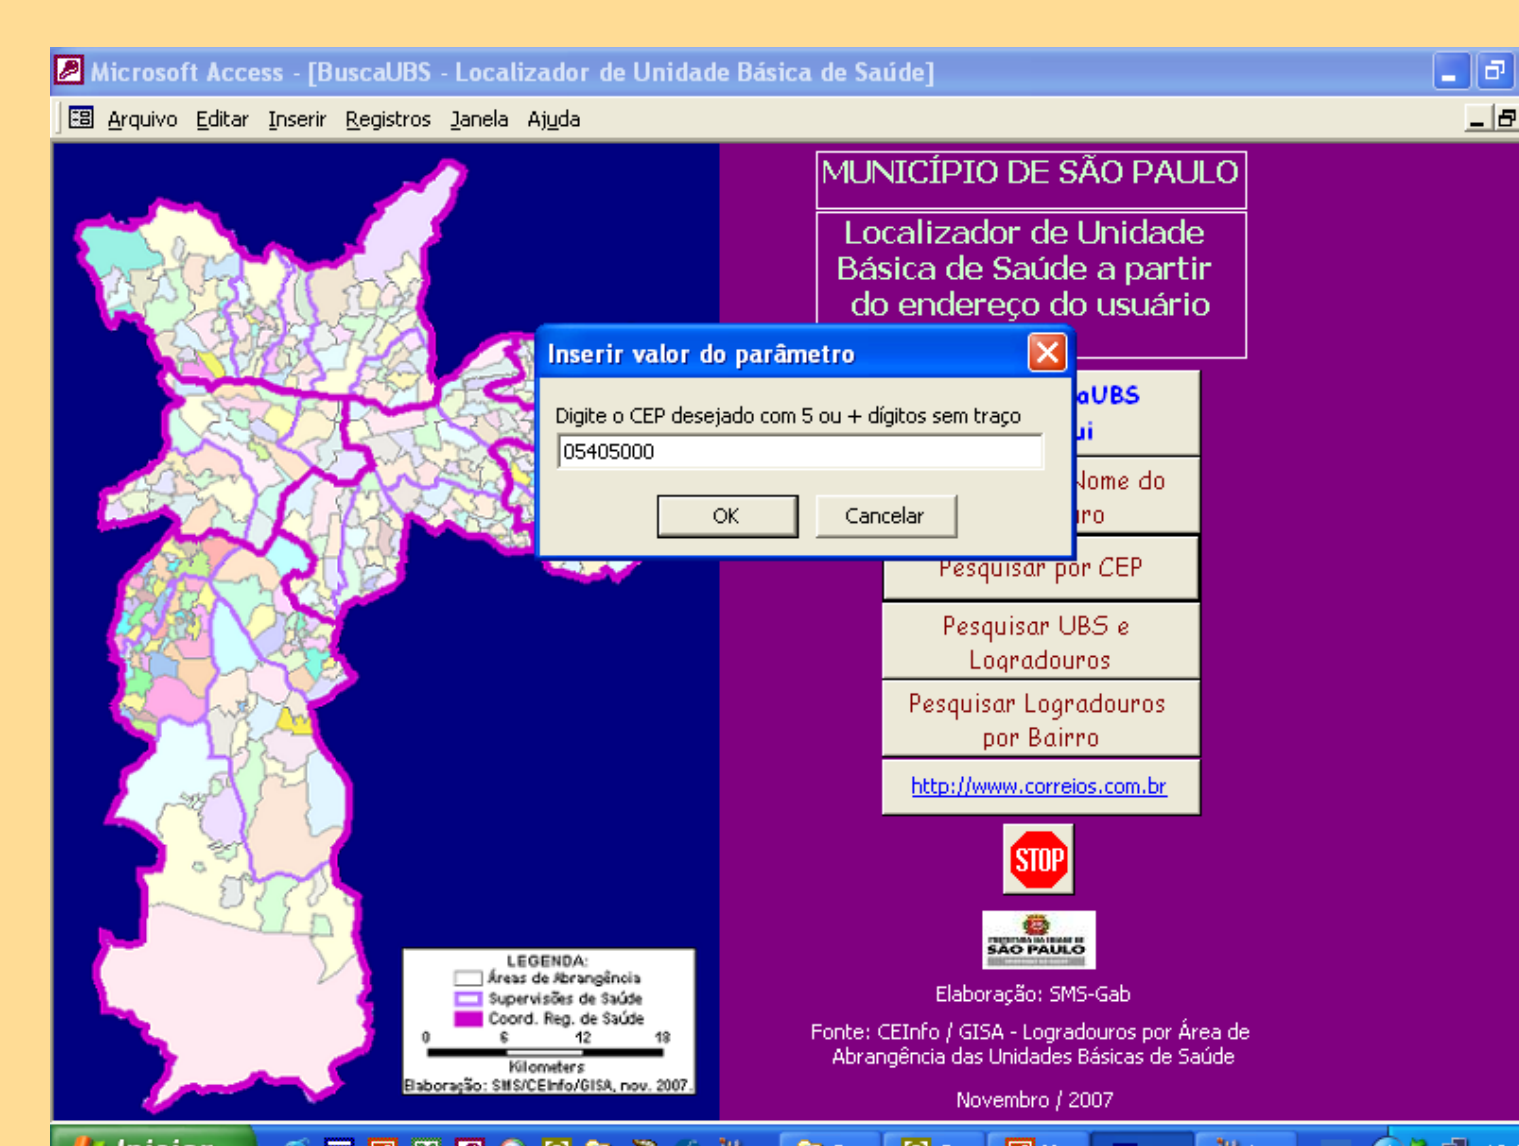 Microsoft Access - [BuscaUBS - Localizador de Unidade Básica de Saúde]
Arquivo Editar Inserir Registros Janela Ajuda
MUNICÍPIO DE SÃO PAULO
Localizador de Unidade
Básica de Saúde a partir
do endereço do usuário
Inserir valor do parâmetro
Digite o CEP desejado com 5 ou + dígitos sem traço
05405000
OK Cancelar
aUBS
ui
Nome do
uro
Pesquisar por CEP
Pesquisar UBS e
Logradouros
Pesquisar Logradouros
por Bairro
http://www.correios.com.br
STOP
SÃO PAULO
Elaboração: SMS-Gab
Fonte: CEInfo / GISA - Logradouros por Área de
Abrangência das Unidades Básicas de Saúde
Novembro / 2007
LEGENDA:
Áreas de Abrangência
Supervisões de Saúde
Coord. Reg. de Saúde
0 6 12 18
Kilometers
Elaboração: SMS/CEInfo/GISA, nov. 2007.